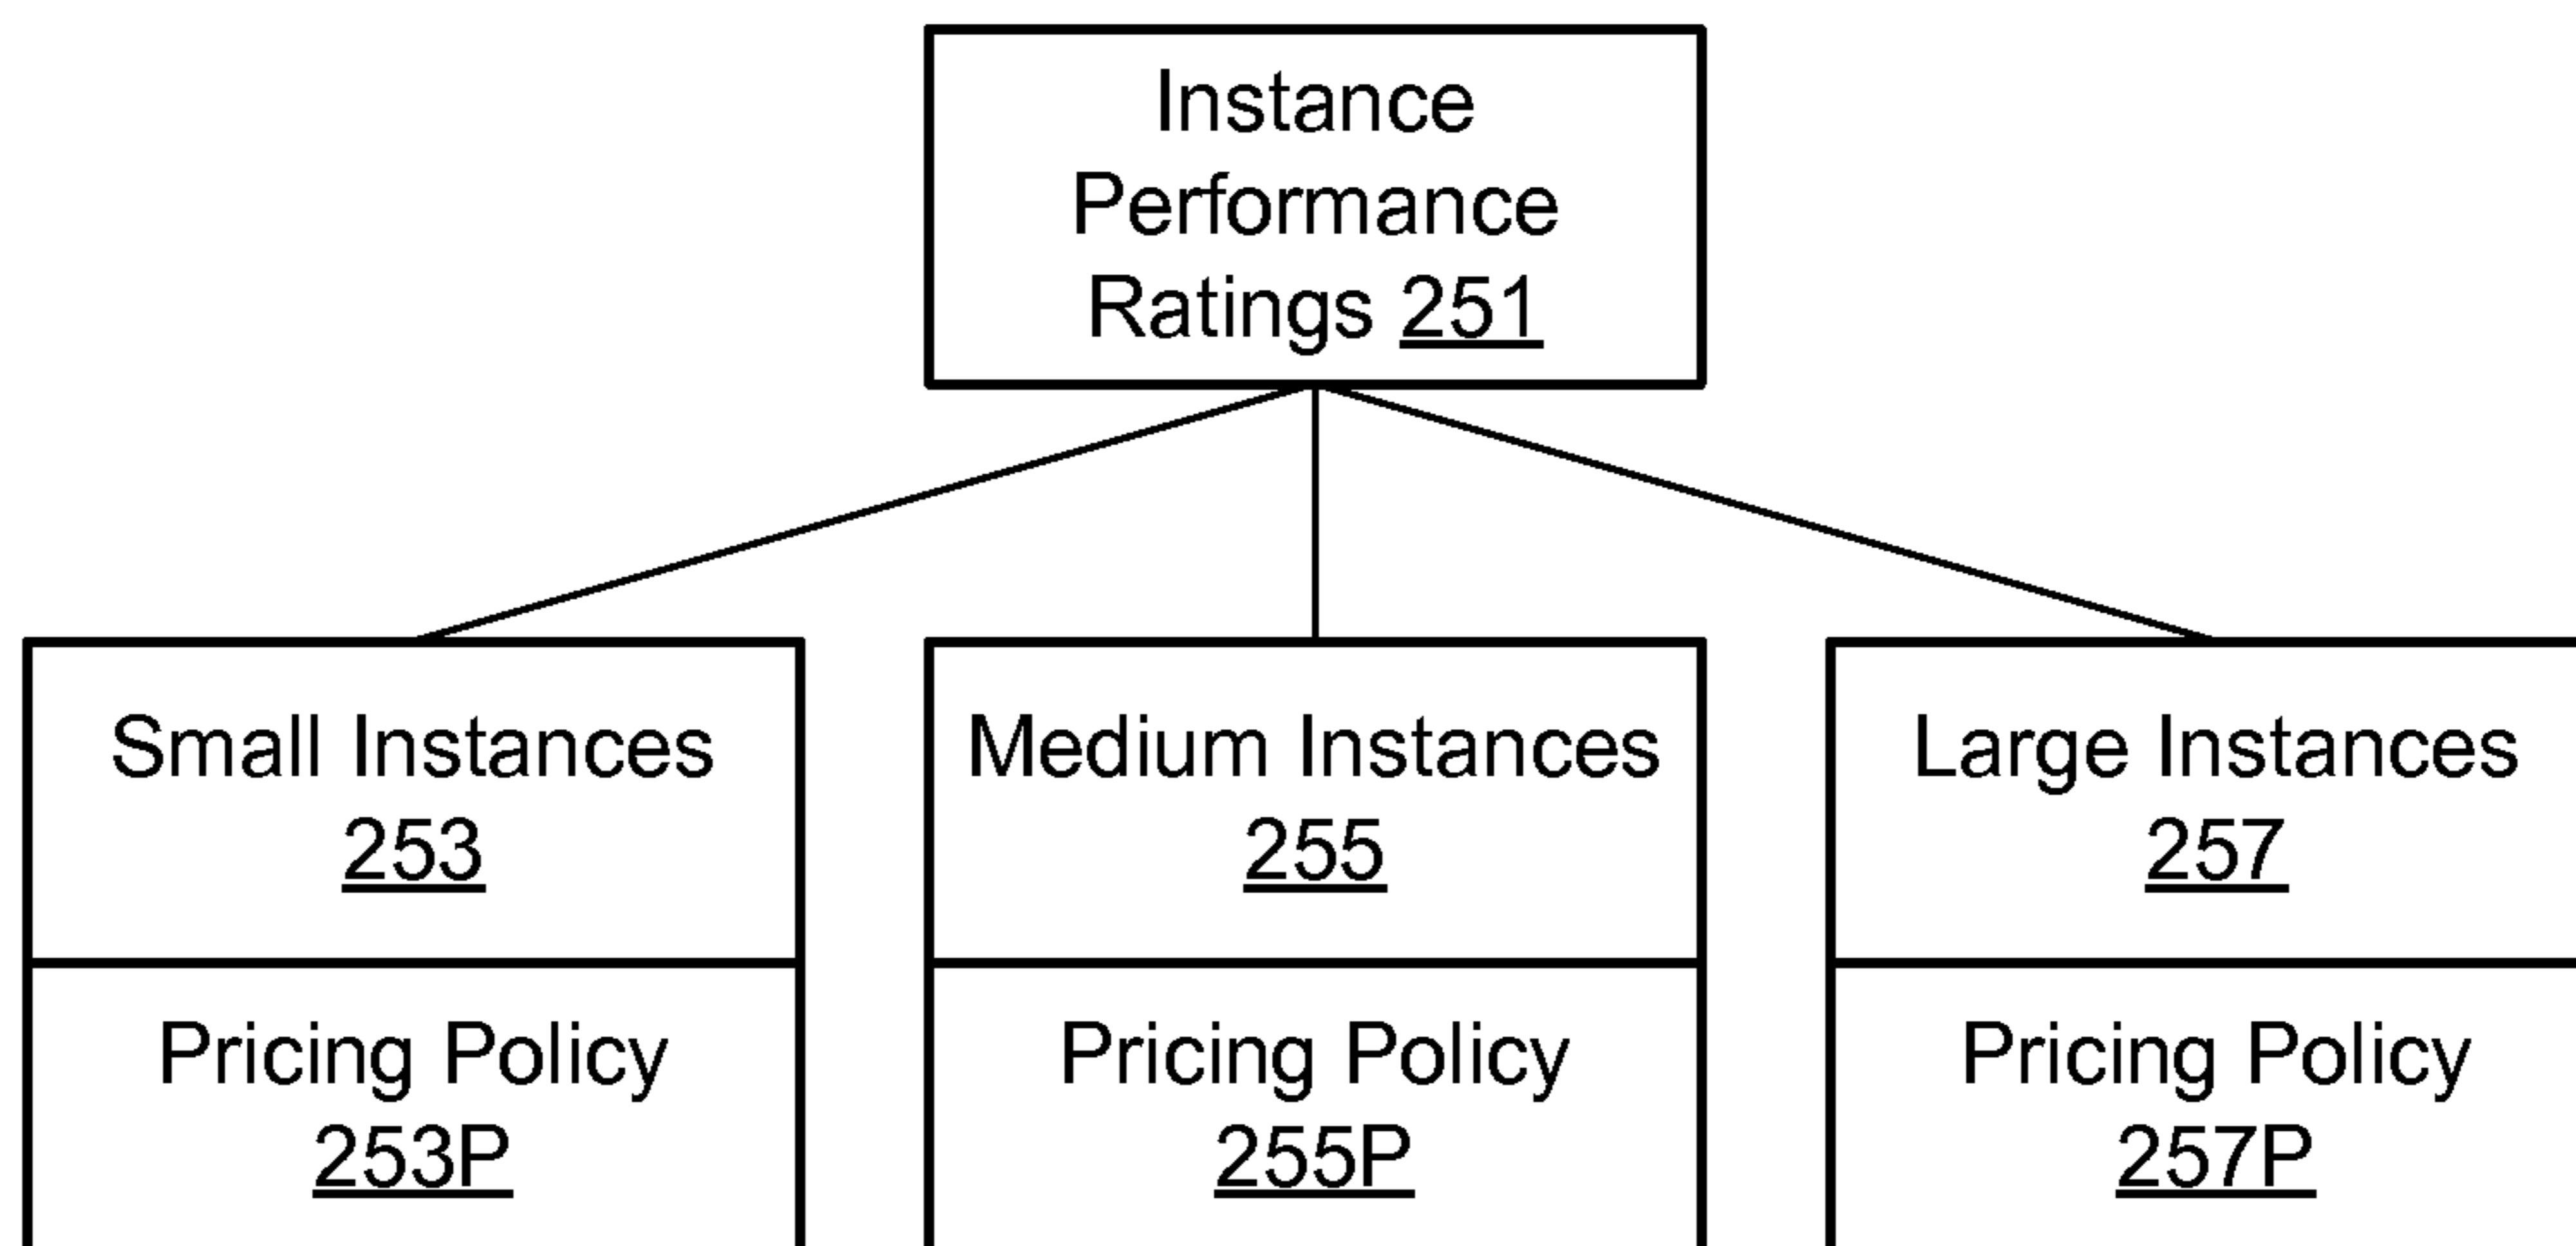 Instance
Performance
Ratings 251
Small Instances
253
Medium Instances
255
Large Instances
257
Pricing Policy
253P
Pricing Policy
255P
Pricing Policy
257P